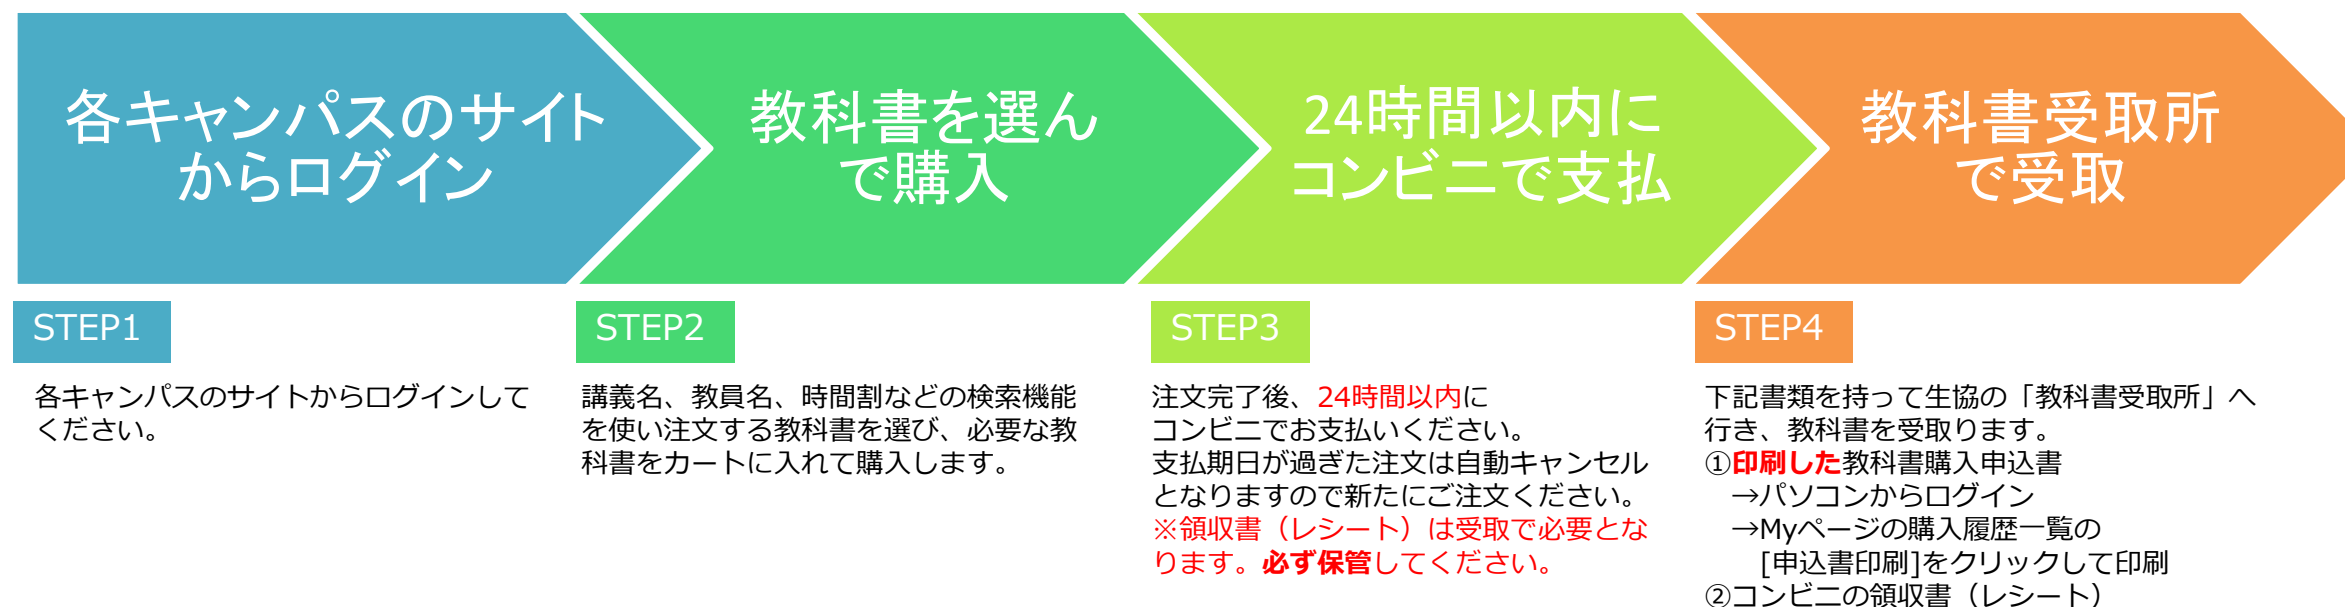 各キャンパスのサイト
からログイン
教科書を選ん
で購入
24時間以内に
コンビニで支払
教科書受取所
で受取
STEP1
各キャンパスのサイトからログインして
ください。
STEP2
講義名、教員名、時間割などの検索機能
を使い注文する教科書を選び、必要な教
科書をカートに入れて購入します。
STEP3
注文完了後、24時間以内に
コンビニでお支払いください。
支払期日が過ぎた注文は自動キャンセル
となりますので新たにご注文ください。
※領収書（レシート）は受取で必要とな
ります。必ず保管してください。
STEP4
下記書類を持って生協の「教科書受取所」へ
行き、教科書を受取ります。
①印刷した教科書購入申込書
→パソコンからログイン
→Myページの購入履歴一覧の
[申込書印刷]をクリックして印刷
②コンビニの領収書（レシート）